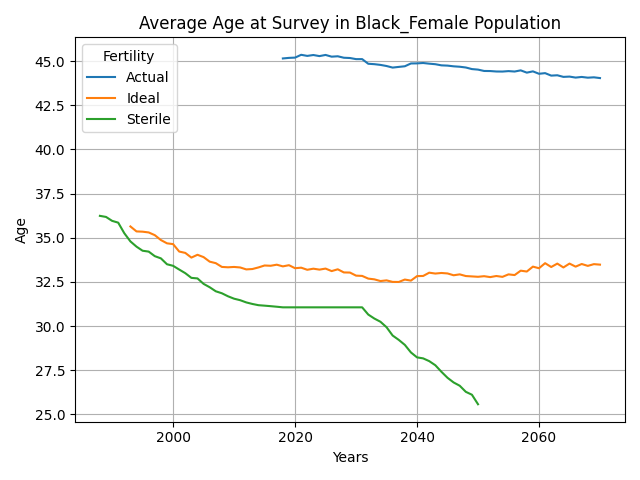 Average Age at Survey in Black_Female Population
Fertility
Actual
Ideal
Sterile
Age
45.0
42.5
40.0
37.5
35.0
32.5
30.0
27.5
25.0
2000
2020
2040
2060
Years